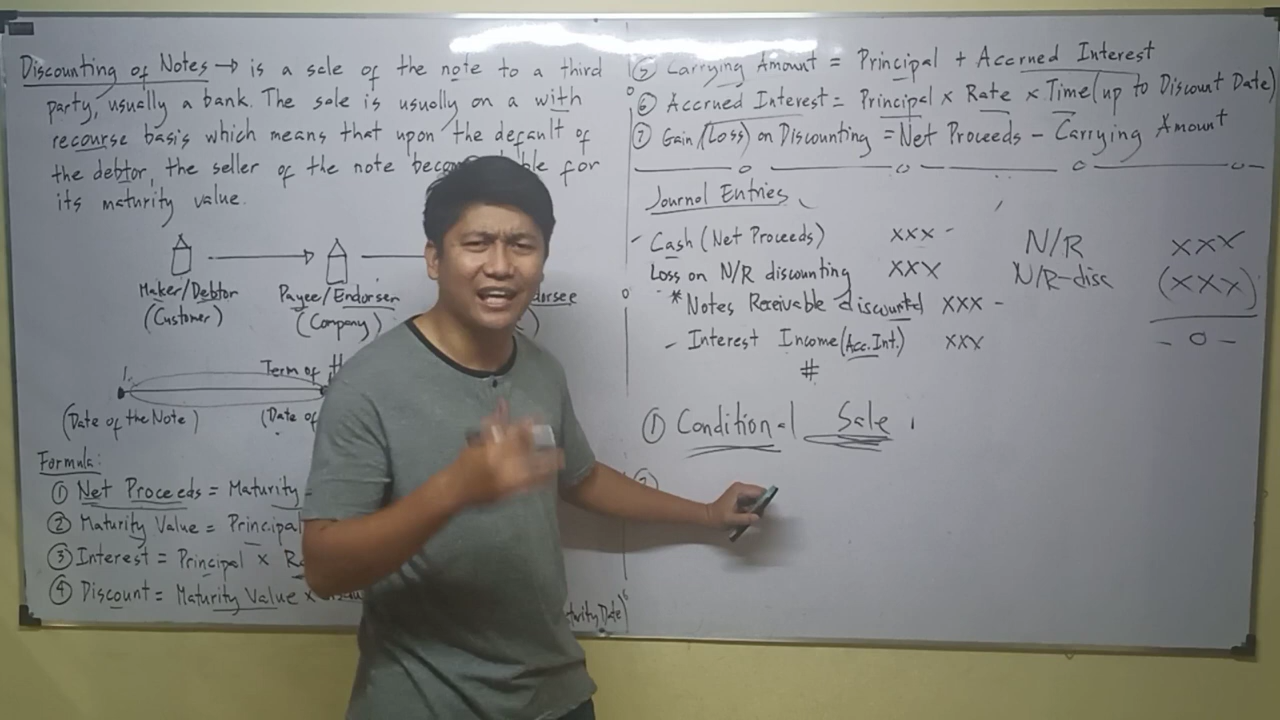 Discounting of Notes → is a sale of the note to a third
party, usually a bank. The sale is usually on a with
recourse basis which means that upon the default of
the debtor, the seller of the note for
its maturity value.
Maker/Debtor
(Customer)
Payee/Endorser
(Company)
Term of
(Date of the Note)
(Date of
Formula:
① Net Proceeds = Maturity -
② Maturity Value = Principal
③ Interest = Principal ×
④ Discount = Maturity Value ×
⑤ Carrying Amount = Principal + Accrued Interest
⑥ Accrued Interest = Principal × Rate × Time (up to Discount Date)
⑦ Gain/(Loss) on Discounting = Net Proceeds - Carrying Amount
Journal Entries
Cash (Net Proceeds) xxx
Loss on N/R discounting xxx
*Notes Receivable discounted xxx
Interest Income (Acc. Int.) xxx
#
N/R xxx
N/R-disc (xxx)
- 0 -
① Conditional Sale